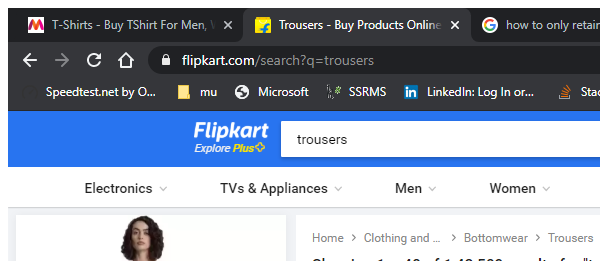 T-Shirts - Buy TShirt For Men, Trousers - Buy Products Online how to only retain
flipkart.com/search?q=trousers
Speedtest.net by O... mu Microsoft SSRMS LinkedIn: Log In or...
Flipkart
Explore Plus
trousers
Electronics TVs & Appliances Men Women
Home > Clothing and ... > Bottomwear > Trousers